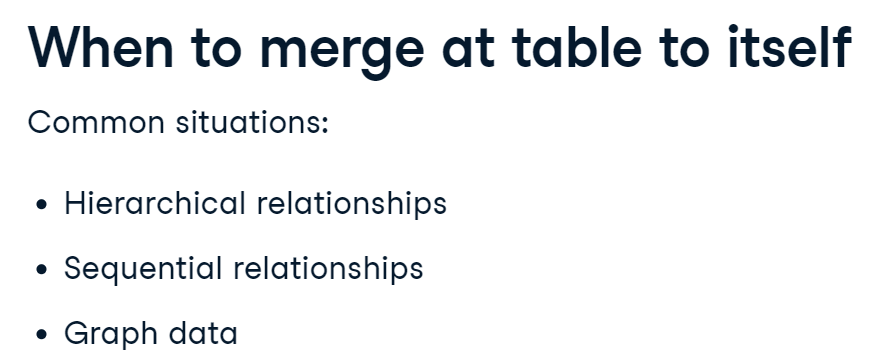 When to merge at table to itself
Common situations:
• Hierarchical relationships
• Sequential relationships
• Graph data